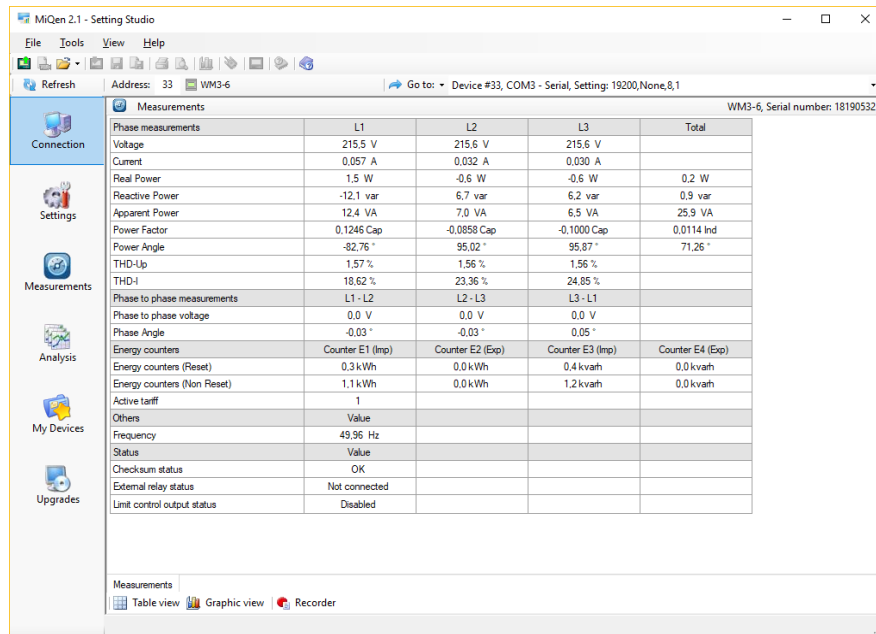 MiQen 2.1 - Setting Studio
File Tools View Help
Refresh Address: 33 WM3-6 Go to: Device #33, COM3 - Serial, Setting: 19200,None,8,1
Measurements WM3-6, Serial number: 18190532
Connection
Settings
Measurements
Analysis
My Devices
Upgrades
Phase measurements L1 L2 L3 Total
Voltage 215,5 V 215,6 V 215,6 V
Current 0,057 A 0,032 A 0,030 A
Real Power 1,5 W -0,6 W -0,6 W 0,2 W
Reactive Power -12,1 var 6,7 var 6,2 var 0,9 var
Apparent Power 12,4 VA 7,0 VA 6,5 VA 25,9 VA
Power Factor 0,1246 Cap -0,0858 Cap -0,1000 Cap 0,0114 Ind
Power Angle -82,76 ° 95,02 ° 95,87 ° 71,26 °
THD-Up 1,57 % 1,56 % 1,56 %
THD-I 18,62 % 23,36 % 24,85 %
Phase to phase measurements L1 - L2 L2 - L3 L3 - L1
Phase to phase voltage 0,0 V 0,0 V 0,0 V
Phase Angle -0,03 ° -0,03 ° 0,05 °
Energy counters Counter E1 (Imp) Counter E2 (Exp) Counter E3 (Imp) Counter E4 (Exp)
Energy counters (Reset) 0,3 kWh 0,0 kWh 0,4 kvarh 0,0 kvarh
Energy counters (Non Reset) 1,1 kWh 0,0 kWh 1,2 kvarh 0,0 kvarh
Active tariff 1
Others Value
Frequency 49,96 Hz
Status Value
Checksum status OK
External relay status Not connected
Limit control output status Disabled
Measurements
Table view Graphic view Recorder